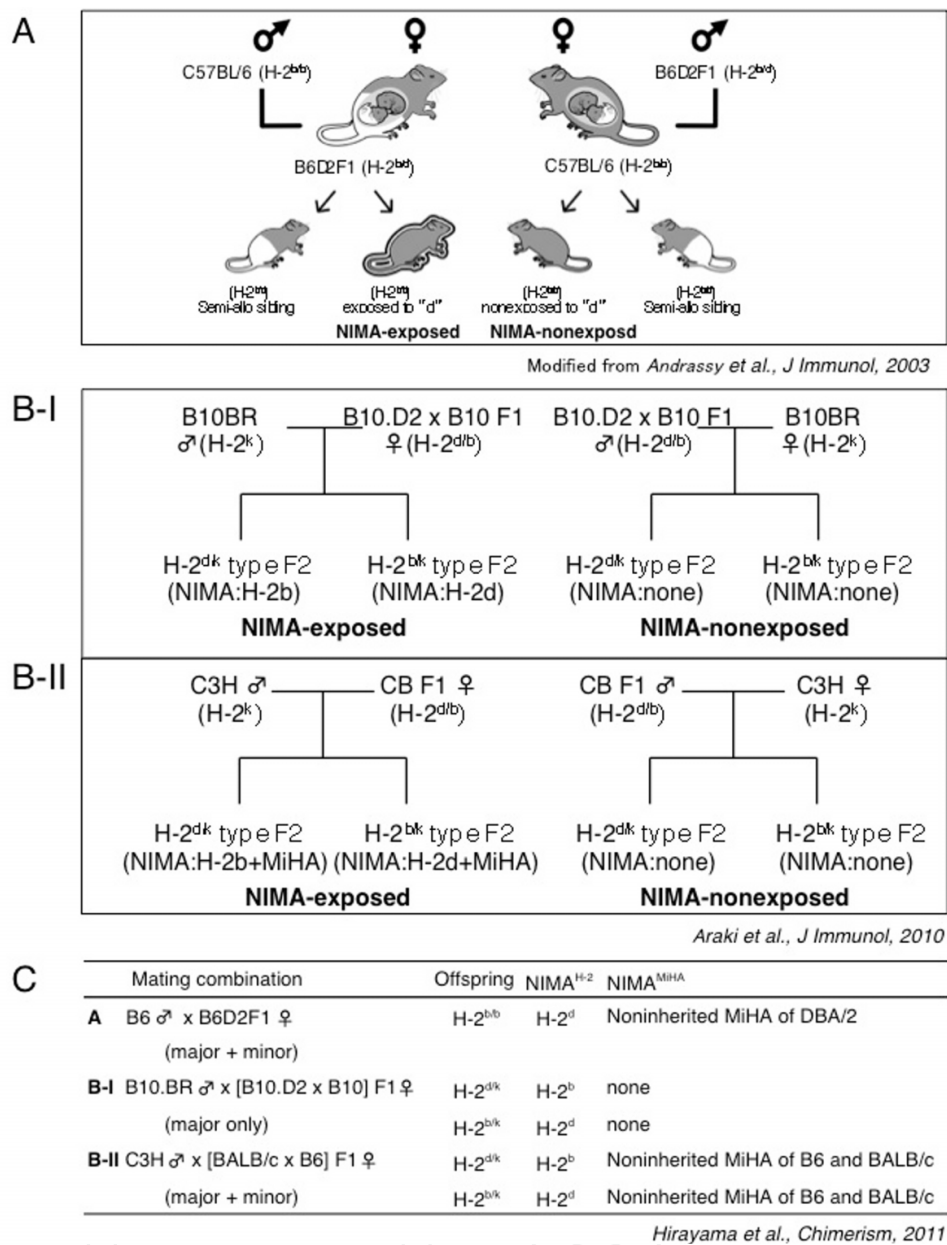 A
♂ ♀ ♀ ♂
C57BL/6 (H-2b/b) B6D2F1 (H-2b/d)
B6D2F1 (H-2b/d) C57BL/6 (H-2b/b)
Semi-allo sibling exposed to "d" nonexposed to "d" Semi-allo sibling
NIMA-exposed NIMA-nonexposd
Modified from Andrassy et al., J Immunol, 2003
B-I
B10BR B10.D2 x B10 F1 B10.D2 x B10 F1 B10BR
♂(H-2k) ♀(H-2d/b) ♂(H-2d/b) ♀(H-2k)
H-2d/k type F2 H-2b/k type F2 H-2d/k type F2 H-2b/k type F2
(NIMA:H-2b) (NIMA:H-2d) (NIMA:none) (NIMA:none)
NIMA-exposed NIMA-nonexposed
B-II
C3H ♂ CB F1 ♀ CB F1 ♂ C3H ♀
(H-2k) (H-2d/b) (H-2d/b) (H-2k)
H-2d/k type F2 H-2b/k type F2 H-2d/k type F2 H-2b/k type F2
(NIMA:H-2b+MiHA) (NIMA:H-2d+MiHA) (NIMA:none) (NIMA:none)
NIMA-exposed NIMA-nonexposed
Araki et al., J Immunol, 2010
C
Mating combination Offspring NIMAH-2 NIMAMiHA
A B6 ♂ x B6D2F1 ♀ H-2b/b H-2d Noninherited MiHA of DBA/2
(major + minor)
B-I B10.BR ♂ x [B10.D2 x B10] F1 ♀ H-2d/k H-2b none
(major only) H-2b/k H-2d none
B-II C3H ♂ x [BALB/c x B6] F1 ♀ H-2d/k H-2b Noninherited MiHA of B6 and BALB/c
(major + minor) H-2b/k H-2d Noninherited MiHA of B6 and BALB/c
Hirayama et al., Chimerism, 2011